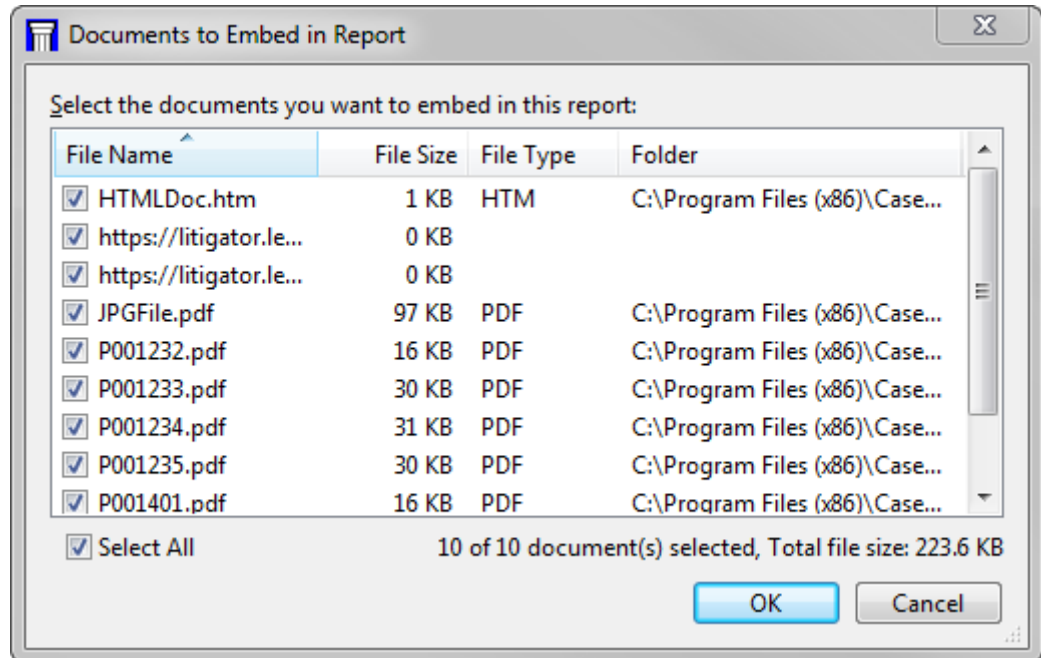 Documents to Embed in Report
Select the documents you want to embed in this report:
File Name File Size File Type Folder
HTMLDoc.htm 1 KB HTM C:\Program Files (x86)\Case...
https://litigator.le... 0 KB
https://litigator.le... 0 KB
JPGFile.pdf 97 KB PDF C:\Program Files (x86)\Case...
P001232.pdf 16 KB PDF C:\Program Files (x86)\Case...
P001233.pdf 30 KB PDF C:\Program Files (x86)\Case...
P001234.pdf 31 KB PDF C:\Program Files (x86)\Case...
P001235.pdf 30 KB PDF C:\Program Files (x86)\Case...
P001401.pdf 16 KB PDF C:\Program Files (x86)\Case...
Select All 10 of 10 document(s) selected, Total file size: 223.6 KB
OK Cancel